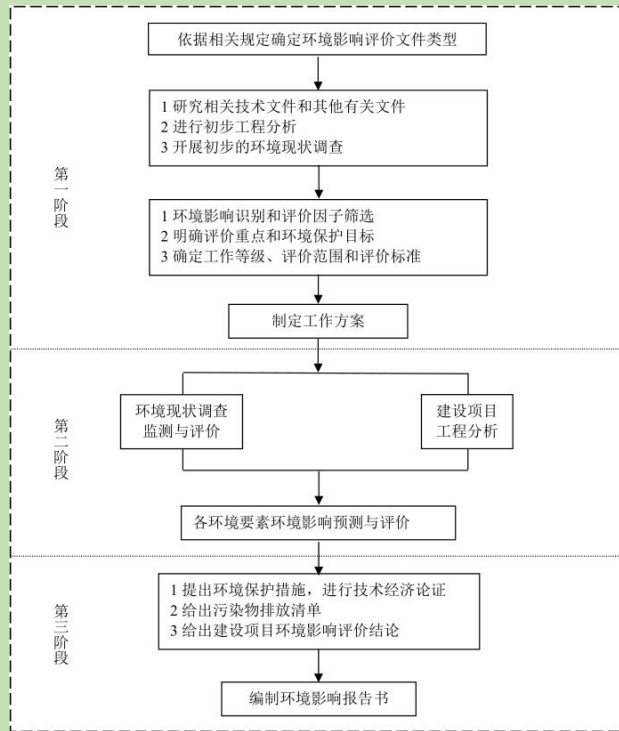 依据相关规定确定环境影响评价文件类型
1 研究相关技术文件和其他有关文件
2 进行初步工程分析
3 开展初步的环境现状调查
第一阶段
1 环境影响识别和评价因子筛选
2 明确评价重点和环境保护目标
3 确定工作等级、评价范围和评价标准
制定工作方案
第二阶段
环境现状调查
监测与评价
建设项目
工程分析
各环境要素环境影响预测与评价
第三阶段
1 提出环境保护措施，进行技术经济论证
2 给出污染物排放清单
3 给出建设项目环境影响评价结论
编制环境影响报告书